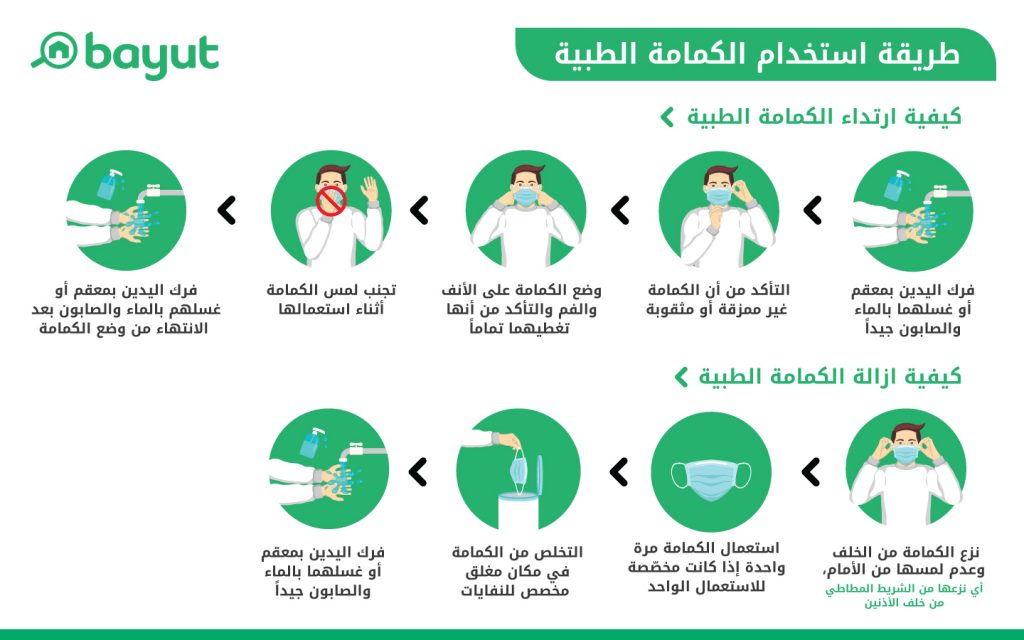 bayut
طريقة استخدام الكمامة الطبية
كيفية ارتداء الكمامة الطبية
فرك اليدين بمعقم
أو غسلهما بالماء
والصابون جيداً
التأكد من أن الكمامة
غير ممزقة أو مثقوبة
وضع الكمامة على الأنف
والفم والتأكد من أنها
تغطيهما تماماً
تجنب لمس الكمامة
أثناء استعمالها
فرك اليدين بمعقم أو
غسلهم بالماء والصابون بعد
الانتهاء من وضع الكمامة
كيفية ازالة الكمامة الطبية
نزع الكمامة من الخلف
وعدم لمسها من الأمام،
أي نزعها من الشريط المطاطي
من خلف الأذنين
استعمال الكمامة مرة
واحدة إذا كانت مخصّصة
للاستعمال الواحد
التخلص من الكمامة
في مكان مغلق
مخصص للنفايات
فرك اليدين بمعقم
أو غسلهما بالماء
والصابون جيداً